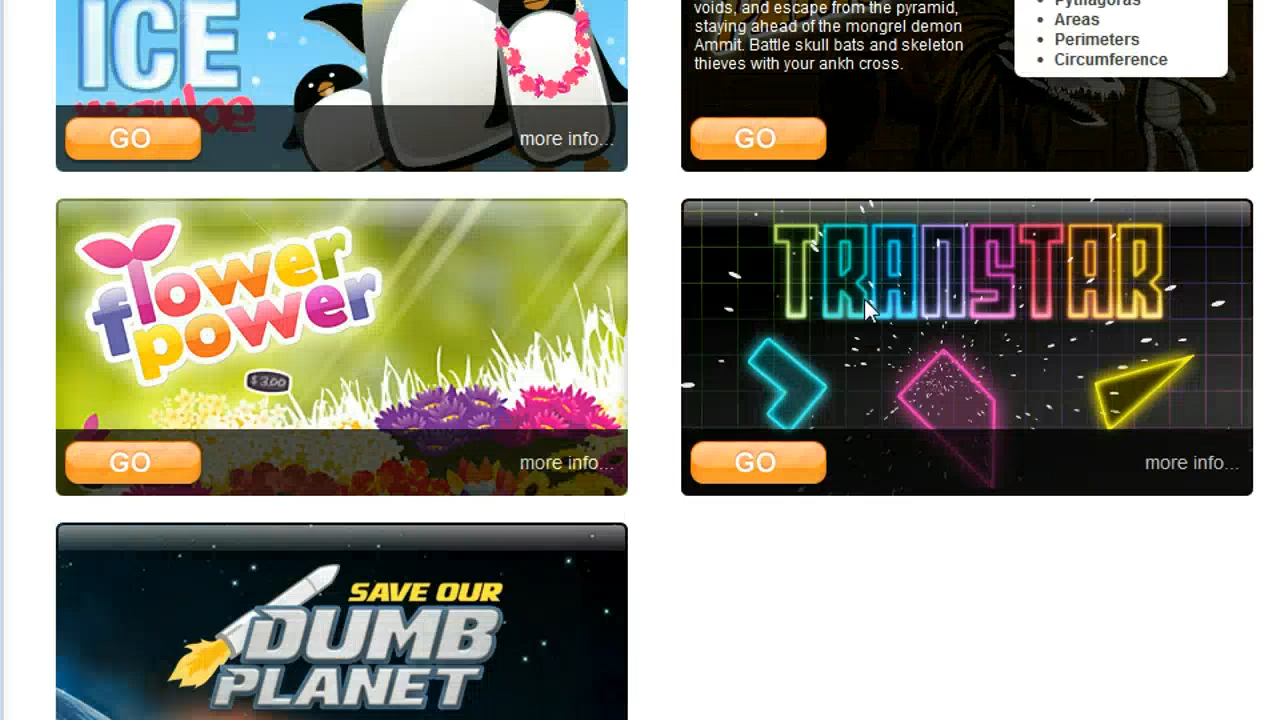 ICE
maybe
GO
more info...
voids, and escape from the pyramid,
staying ahead of the mongrel demon
Ammit. Battle skull bats and skeleton
thieves with your ankh cross.
• Pythagoras
• Areas
• Perimeters
• Circumference
GO
flower
power
$3.00
GO
more info...
TRANSTAR
GO
more info...
SAVE OUR
DUMB
PLANET